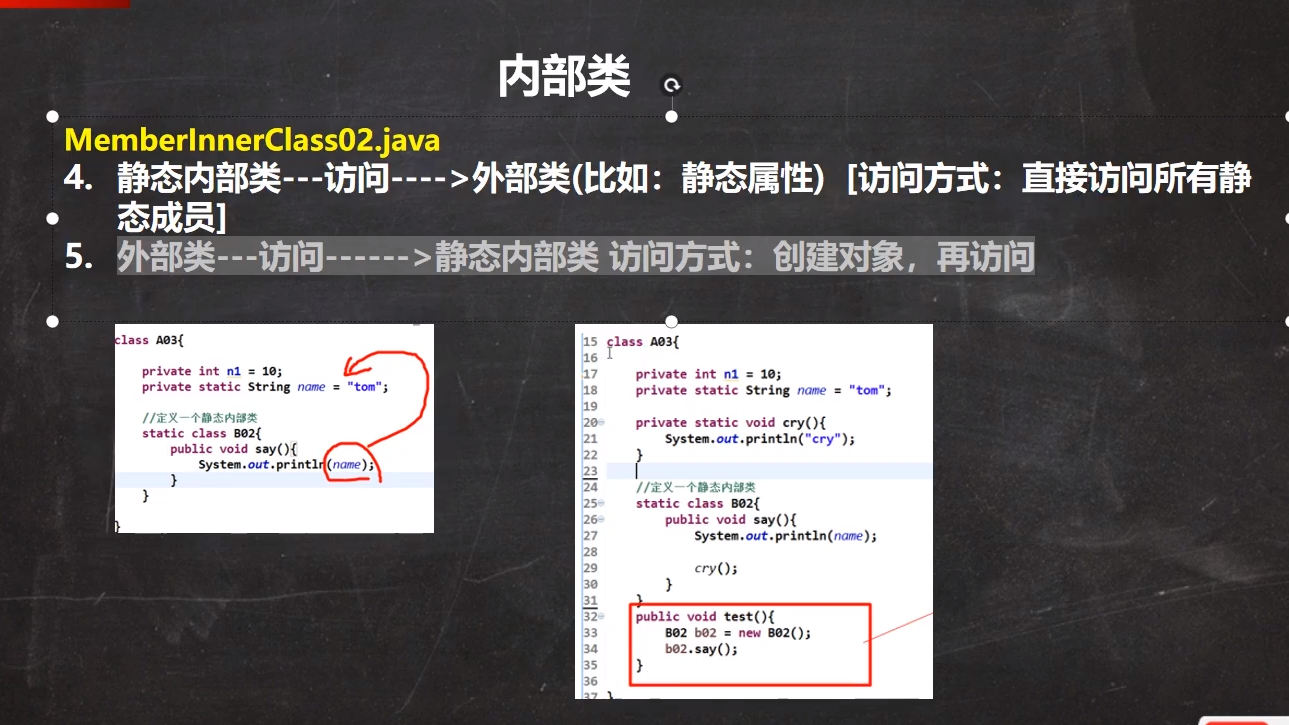 内部类
MemberInnerClass02.java
4. 静态内部类---访问---->外部类(比如：静态属性) [访问方式：直接访问所有静
态成员]
5. 外部类---访问------>静态内部类 访问方式：创建对象，再访问
class A03{
private int n1 = 10;
private static String name = "tom";
//定义一个静态内部类
static class B02{
public void say(){
System.out.println(name);
}
}
}
15 class A03{
16
17 private int n1 = 10;
18 private static String name = "tom";
19
20 private static void cry(){
21 System.out.println("cry");
22 }
23
24 //定义一个静态内部类
25 static class B02{
26 public void say(){
27 System.out.println(name);
28
29 cry();
30 }
31 }
32 public void test(){
33 B02 b02 = new B02();
34 b02.say();
35 }
36
37 }